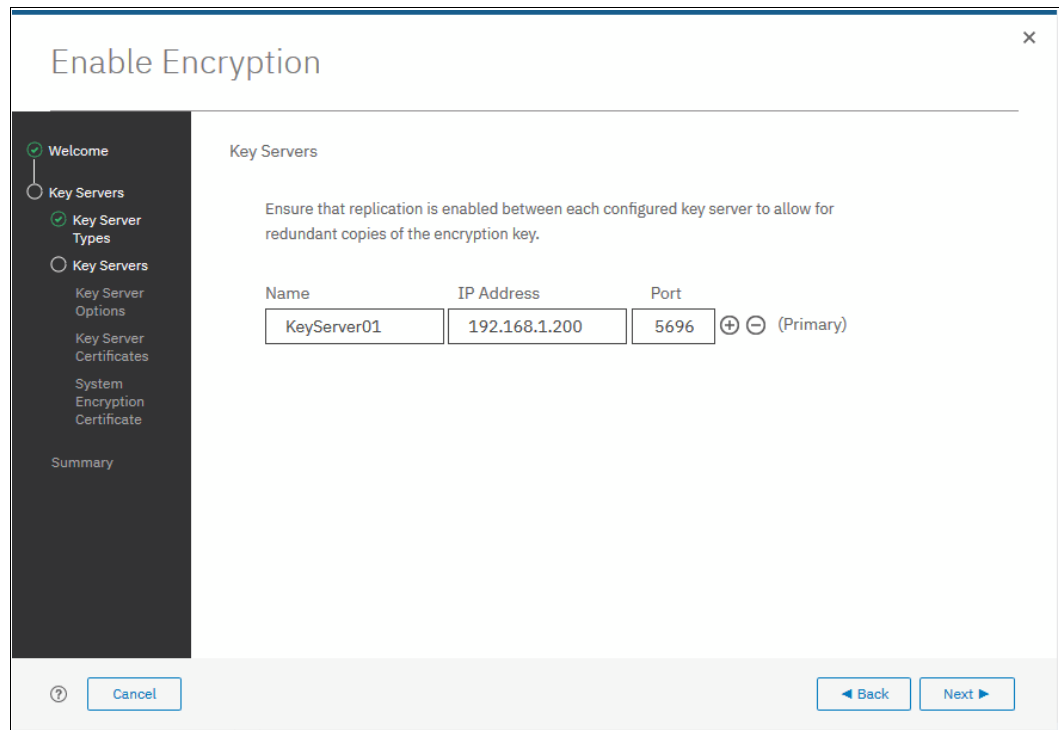 Enable Encryption
Welcome
Key Servers
Key Server
Types
Key Servers
Key Server
Options
Key Server
Certificates
System
Encryption
Certificate
Summary
Key Servers
Ensure that replication is enabled between each configured key server to allow for
redundant copies of the encryption key.
Name IP Address Port
KeyServer01 192.168.1.200 5696 (Primary)
? Cancel Back Next